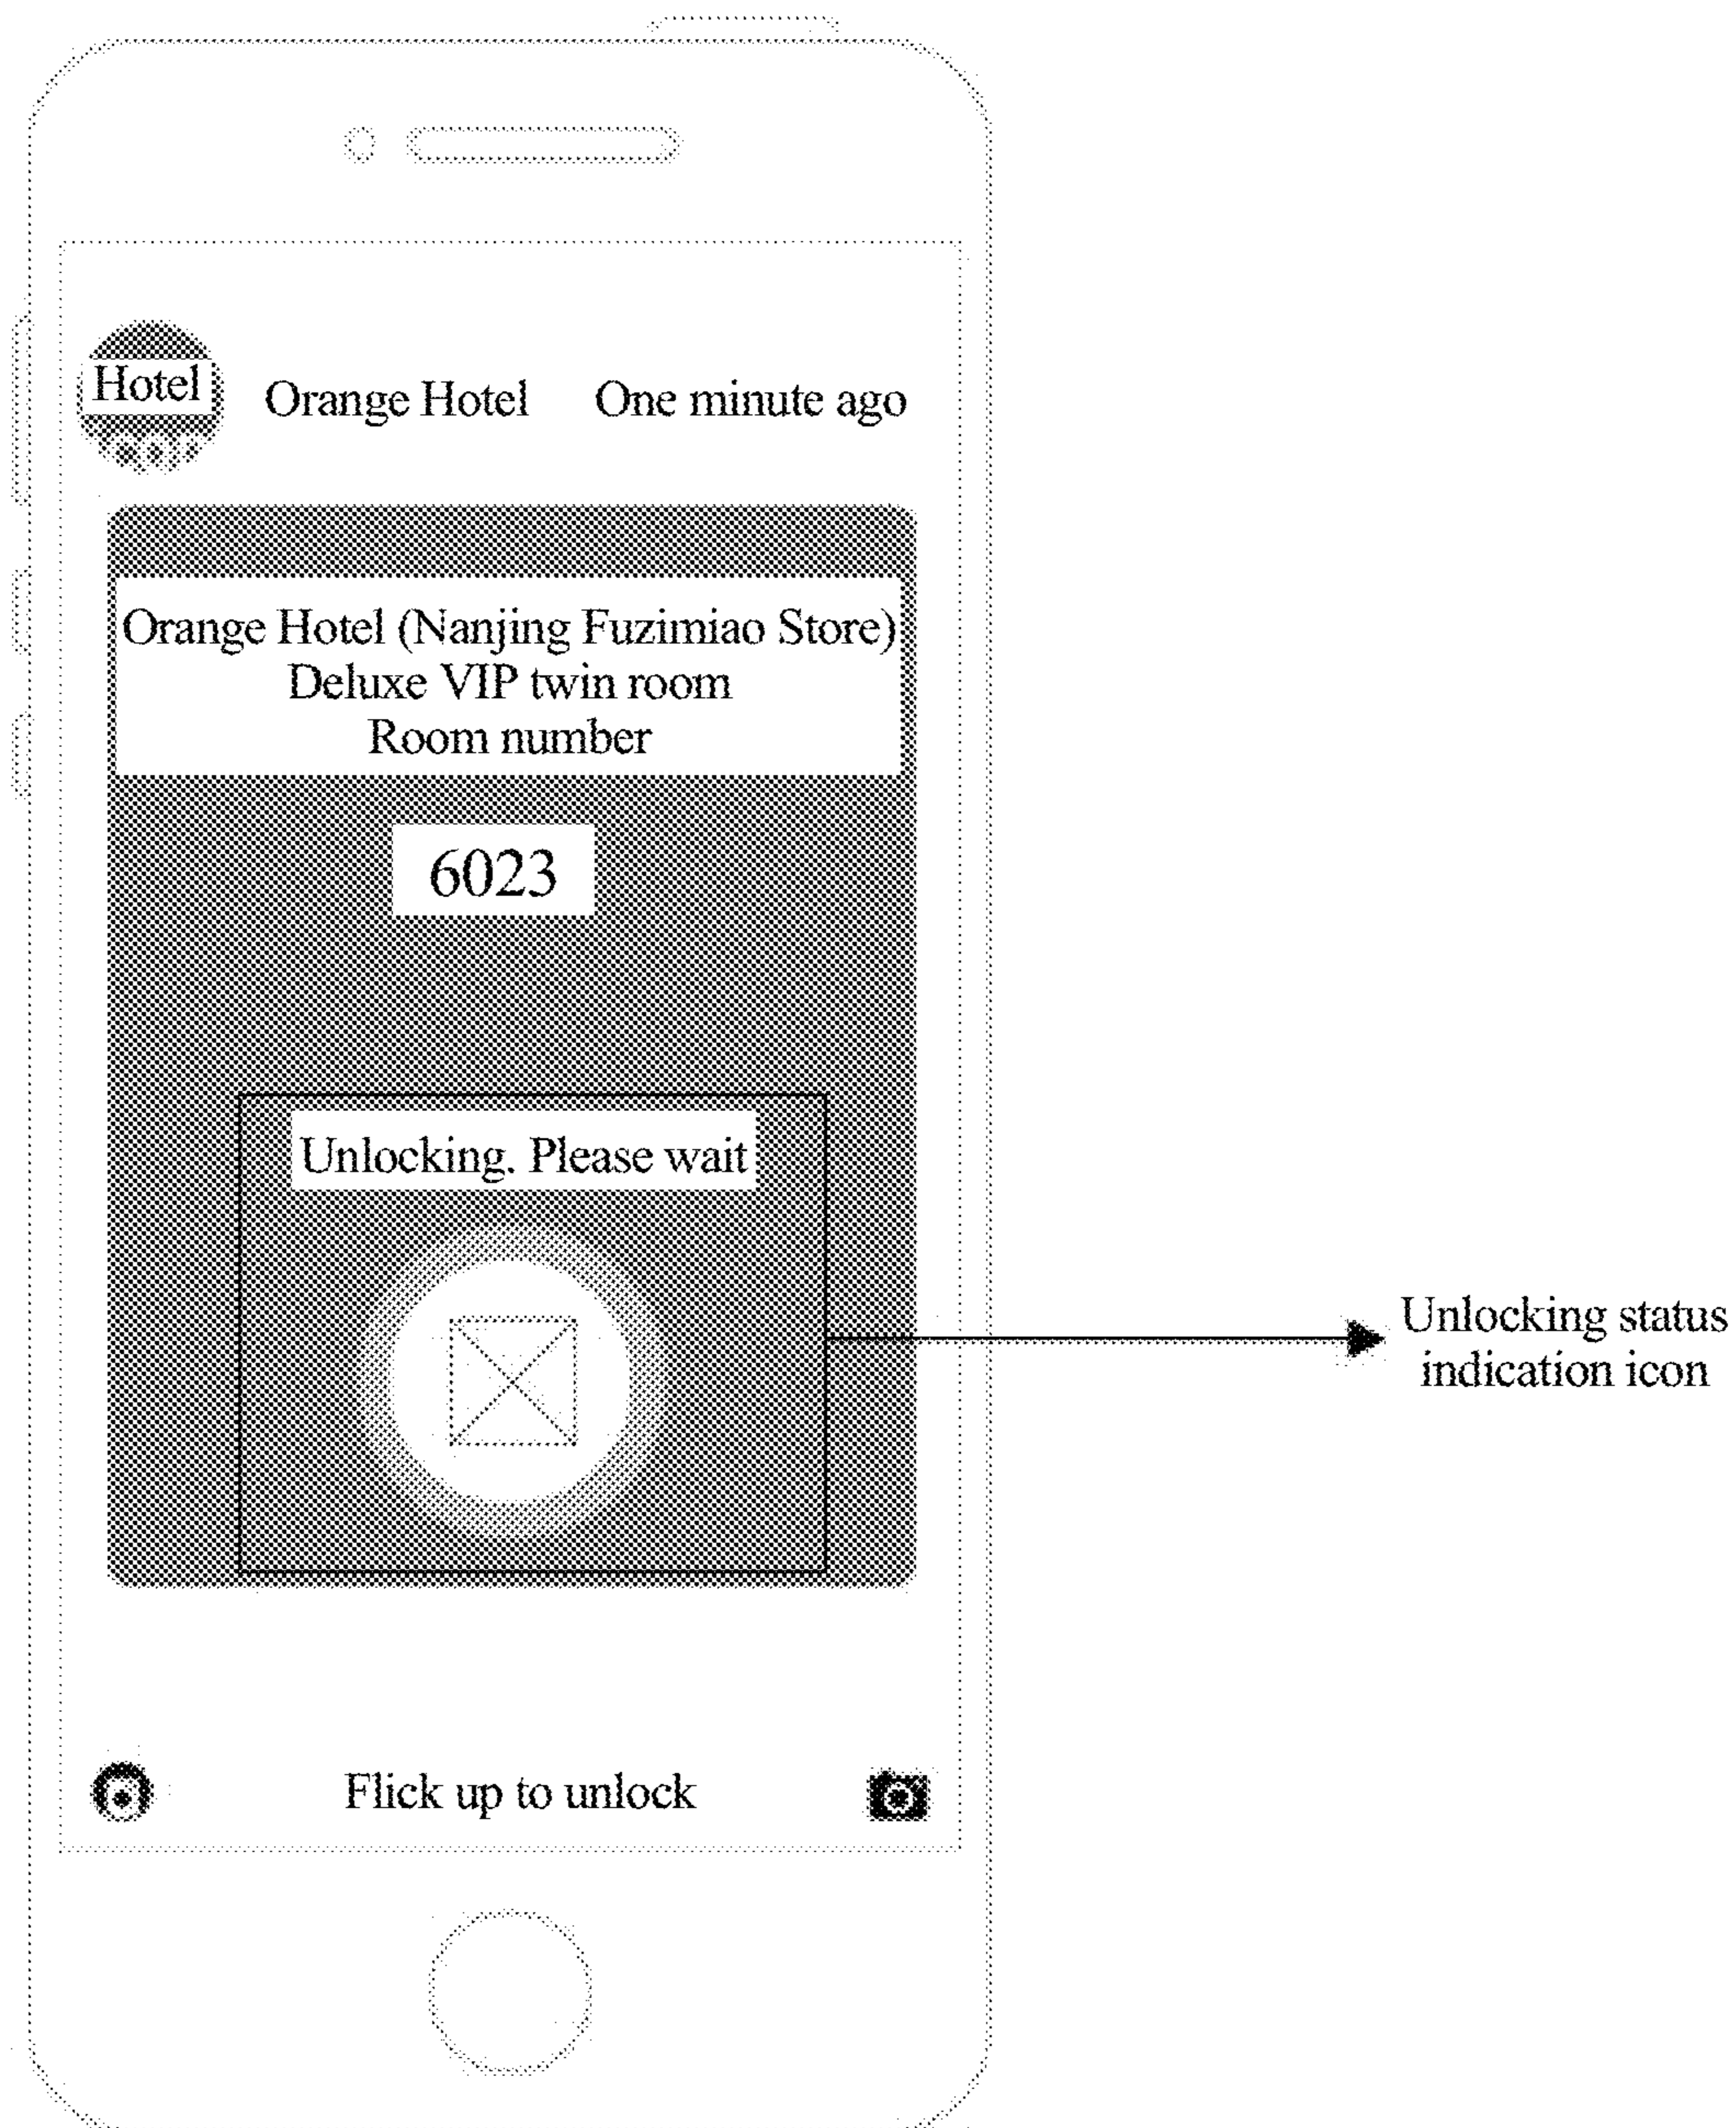 Hotel
Orange Hotel
One minute ago
Orange Hotel (Nanjing Fuzimiao Store)
Deluxe VIP twin room
Room number
6023
Unlocking. Please wait
Unlocking status
indication icon
Flick up to unlock